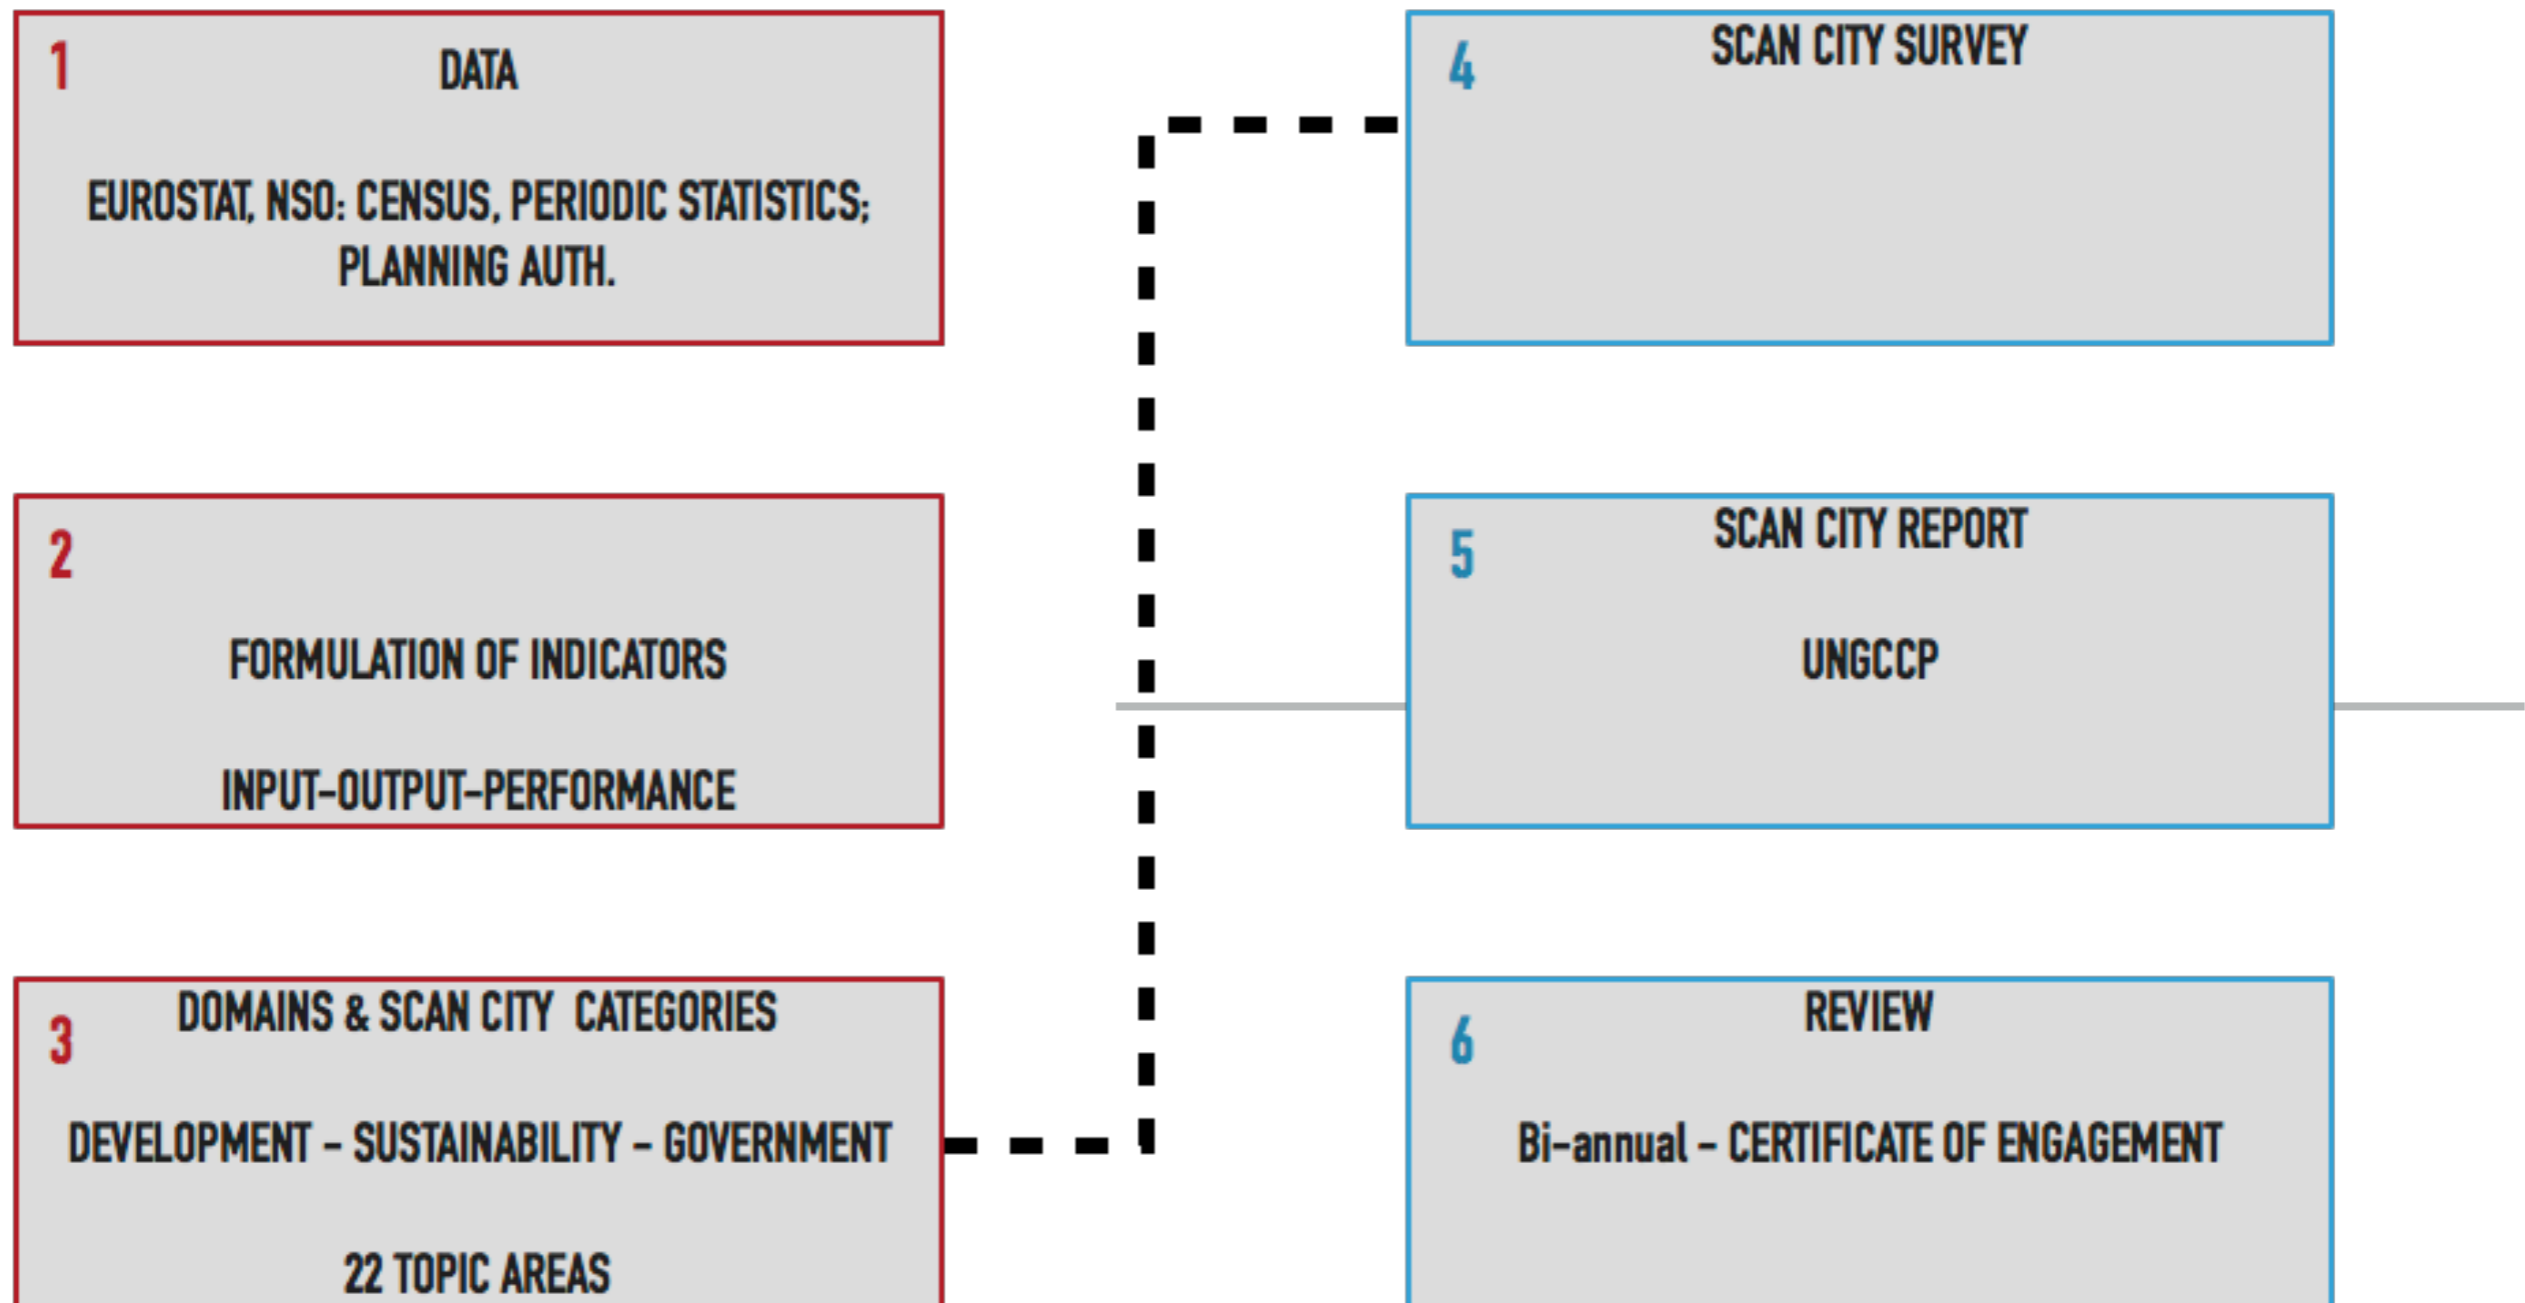 1
DATA
EUROSTAT, NSO: CENSUS, PERIODIC STATISTICS;
PLANNING AUTH.
2
FORMULATION OF INDICATORS
INPUT-OUTPUT-PERFORMANCE
3
DOMAINS & SCAN CITY CATEGORIES
DEVELOPMENT - SUSTAINABILITY - GOVERNMENT
22 TOPIC AREAS
4
SCAN CITY SURVEY
5
SCAN CITY REPORT
UNGCCP
6
REVIEW
Bi-annual - CERTIFICATE OF ENGAGEMENT